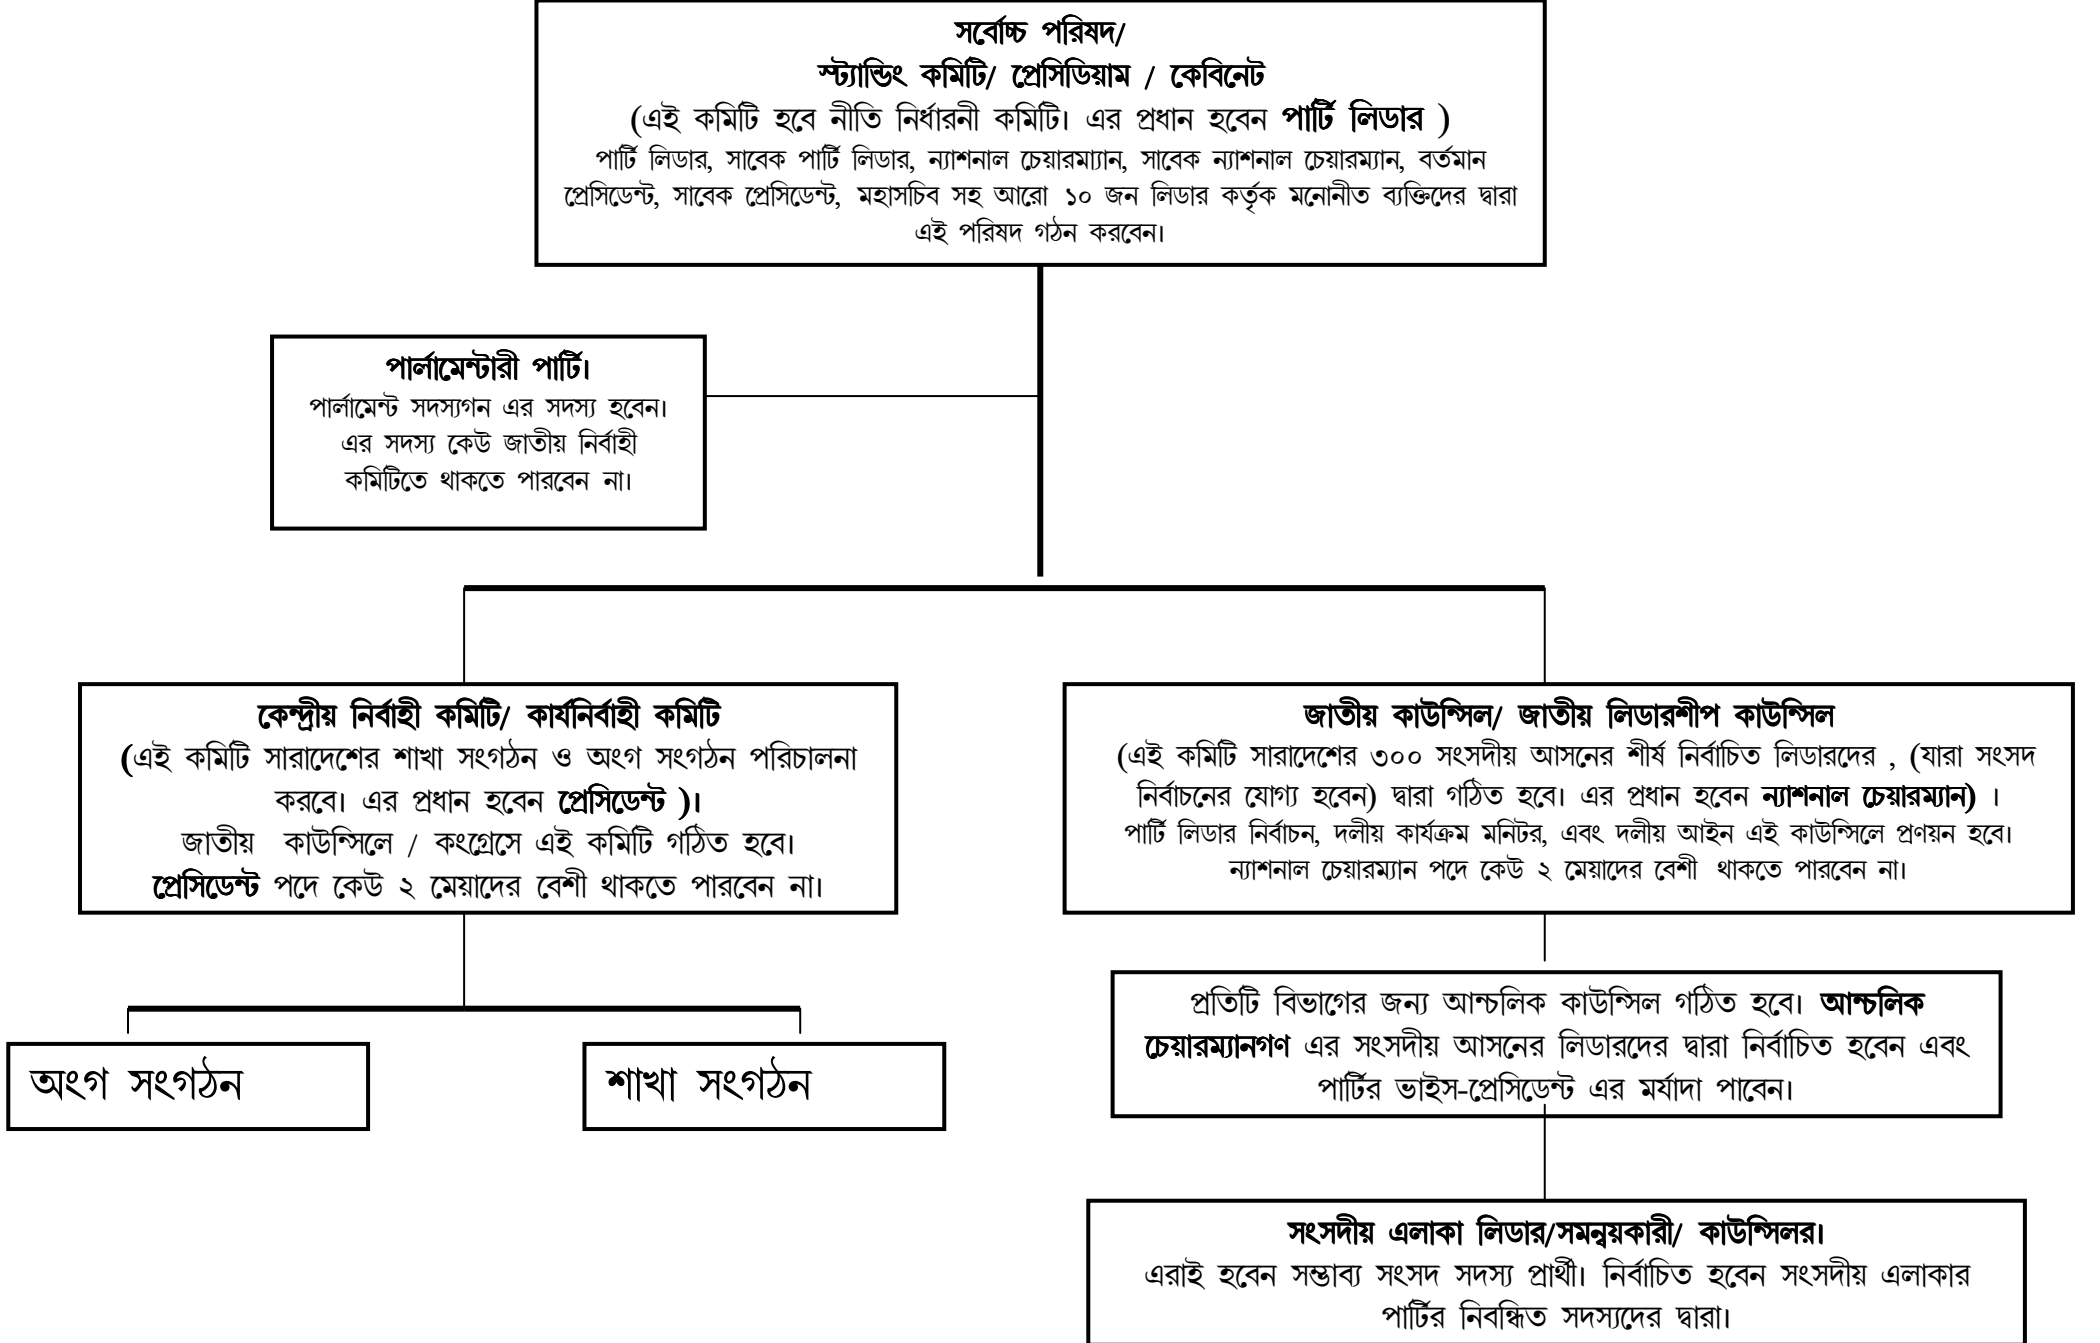 সর্বোচ্চ পরিষদ/
স্ট্যান্ডিং কমিটি/ প্রেসিডিয়াম / কেবিনেট
(এই কমিটি হবে নীতি নির্ধারনী কমিটি। এর প্রধান হবেন পার্টি লিডার )
পার্টি লিডার, সাবেক পার্টি লিডার, ন্যাশনাল চেয়ারম্যাান, সাবেক ন্যাশনাল চেয়ারম্যান, বর্তমান
প্রেসিডেন্ট, সাবেক প্রেসিডেন্ট, মহাসচিব সহ আরো ১০ জন লিডার কর্তৃক মনোনীত ব্যক্তিদের দ্বারা
এই পরিষদ গঠন করবেন।
পার্লামেন্টারী পার্টি।
পার্লামেন্ট সদস্যগন এর সদস্য হবেন।
এর সদস্য কেউ জাতীয় নির্বাহী
কমিটিতে থাকতে পারবেন না।
কেন্দ্রীয় নির্বাহী কমিটি/ কার্যনির্বাহী কমিটি
(এই কমিটি সারাদেশের শাখা সংগঠন ও অংগ সংগঠন পরিচালনা
করবে। এর প্রধান হবেন প্রেসিডেন্ট )।
জাতীয় কাউন্সিলে / কংগ্রেসে এই কমিটি গঠিত হবে।
প্রেসিডেন্ট পদে কেউ ২ মেয়াদের বেশী থাকতে পারবেন না।
জাতীয় কাউন্সিল/ জাতীয় লিডারশীপ কাউন্সিল
(এই কমিটি সারাদেশের ৩০০ সংসদীয় আসনের শীর্ষ নির্বাচিত লিডারদের , (যারা সংসদ
নির্বাচনের যোগ্য হবেন) দ্বারা গঠিত হবে। এর প্রধান হবেন ন্যাশনাল চেয়ারম্যান) ।
পার্টি লিডার নির্বাচন, দলীয় কার্যক্রম মনিটর, এবং দলীয় আইন এই কাউন্সিলে প্রণয়ন হবে।
ন্যাশনাল চেয়ারম্যান পদে কেউ ২ মেয়াদের বেশী থাকতে পারবেন না।
প্রতিটি বিভাগের জন্য আন্চলিক কাউন্সিল গঠিত হবে। আন্চলিক
চেয়ারম্যানগণ এর সংসদীয় আসনের লিডারদের দ্বারা নির্বাচিত হবেন এবং
পার্টির ভাইস-প্রেসিডেন্ট এর মর্যাদা পাবেন।
অংগ সংগঠন
শাখা সংগঠন
সংসদীয় এলাকা লিডার/সমন্বয়কারী/ কাউন্সিলর।
এরাই হবেন সম্ভাব্য সংসদ সদস্য প্রার্থী। নির্বাচিত হবেন সংসদীয় এলাকার
পার্টির নিবন্ধিত সদস্যদের দ্বারা।